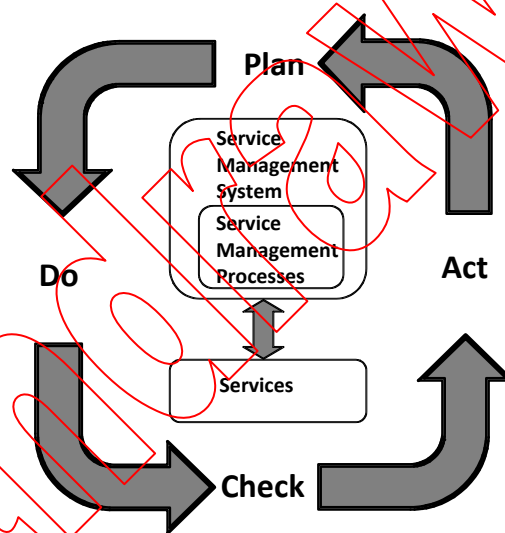 Plan
Service
Management
System
Service
Management
Processes
Do
Act
Services
Check